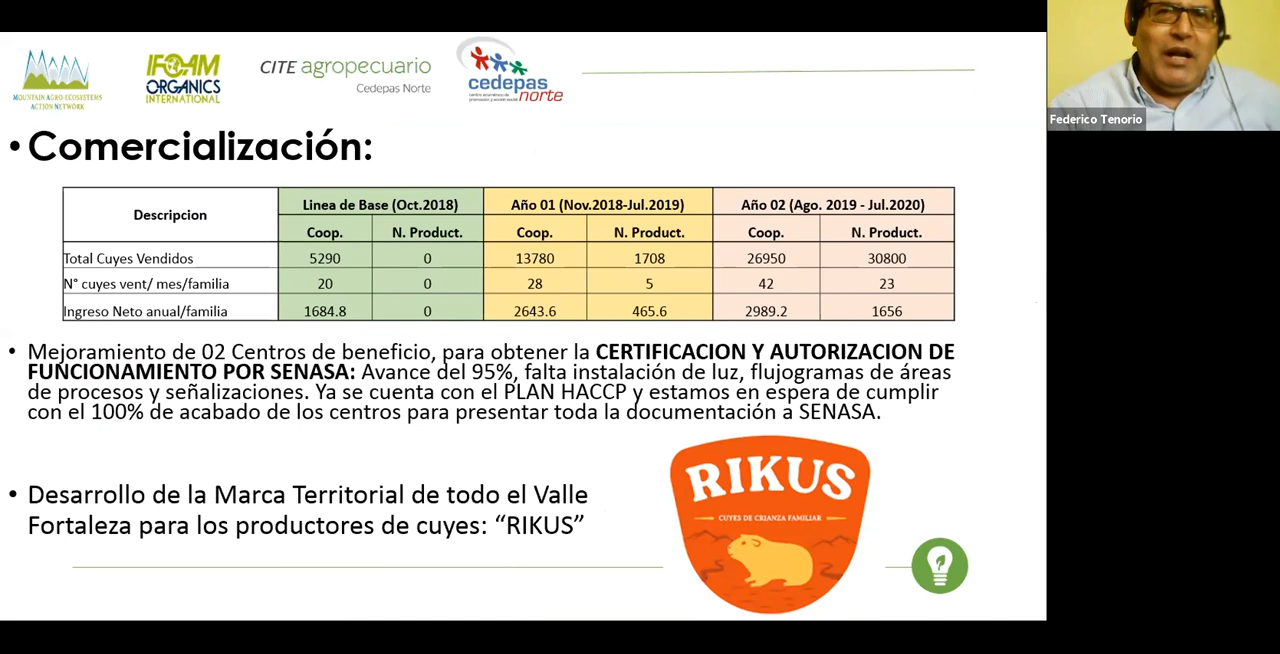 MOUNTAIN AGRO-ECOSYSTEMS
ACTION NETWORK
IFOAM
ORGANICS
INTERNATIONAL
CITE agropecuario
Cedepas Norte
cedepas
norte
Federico Tenorio
• Comercialización:
Descripcion Linea de Base (Oct.2018) Año 01 (Nov.2018-Jul.2019) Año 02 (Ago. 2019 - Jul.2020)
Coop. N. Product. Coop. N. Product. Coop. N. Product.
Total Cuyes Vendidos 5290 0 13780 1708 26950 30800
N° cuyes vent/ mes/familia 20 0 28 5 42 23
Ingreso Neto anual/familia 1684.8 0 2643.6 465.6 2989.2 1656
• Mejoramiento de 02 Centros de beneficio, para obtener la CERTIFICACION Y AUTORIZACION DE
FUNCIONAMIENTO POR SENASA: Avance del 95%, falta instalación de luz, flujogramas de áreas
de procesos y señalizaciones. Ya se cuenta con el PLAN HACCP y estamos en espera de cumplir
con el 100% de acabado de los centros para presentar toda la documentación a SENASA.
• Desarrollo de la Marca Territorial de todo el Valle
Fortaleza para los productores de cuyes: “RIKUS”
RIKUS
CUYES DE CRIANZA FAMILIAR